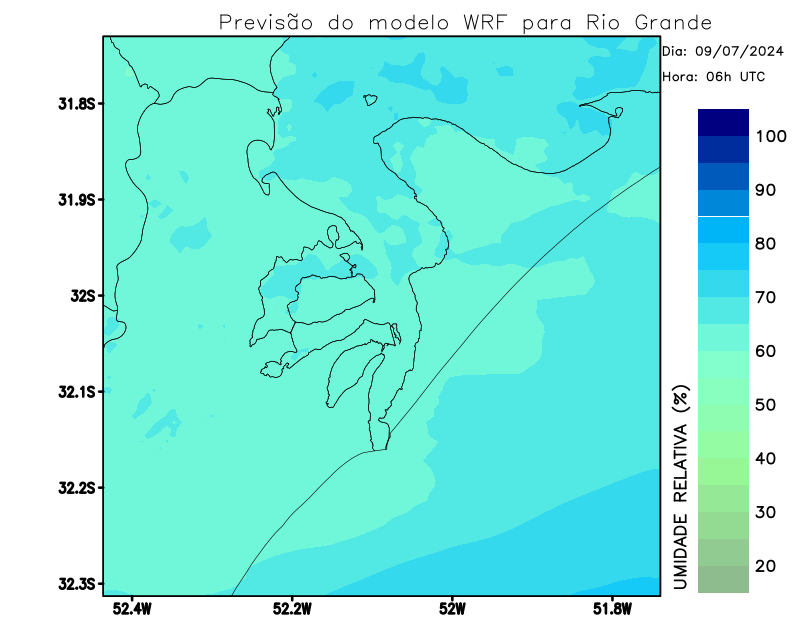 Previsão do modelo WRF para Rio Grande
Dia: 09/07/2024
Hora: 06h UTC
31.8S
31.9S
32S
32.1S
32.2S
32.3S
52.4W
52.2W
52W
51.8W
100
90
80
70
60
50
40
30
20
UMIDADE RELATIVA (%)